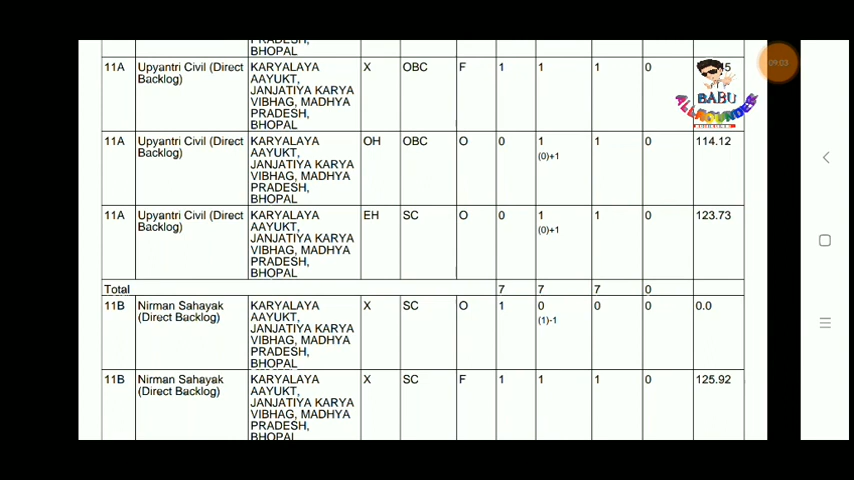 BHOPAL
11A Upyantri Civil (Direct Backlog) KARYALAYA AAYUKT, JANJATIYA KARYA VIBHAG, MADHYA PRADESH, BHOPAL X OBC F 1 1 1 0
BABU
ALLROUNDER
09:03
11A Upyantri Civil (Direct Backlog) KARYALAYA AAYUKT, JANJATIYA KARYA VIBHAG, MADHYA PRADESH, BHOPAL OH OBC O 0 1 (0)+1 1 0 114.12
11A Upyantri Civil (Direct Backlog) KARYALAYA AAYUKT, JANJATIYA KARYA VIBHAG, MADHYA PRADESH, BHOPAL EH SC O 0 1 (0)+1 1 0 123.73
Total 7 7 7 0
11B Nirman Sahayak (Direct Backlog) KARYALAYA AAYUKT, JANJATIYA KARYA VIBHAG, MADHYA PRADESH, BHOPAL X SC O 1 0 (1)-1 0 0 0.0
11B Nirman Sahayak (Direct Backlog) KARYALAYA AAYUKT, JANJATIYA KARYA VIBHAG, MADHYA PRADESH, BHOPAL X SC F 1 1 1 0 125.92